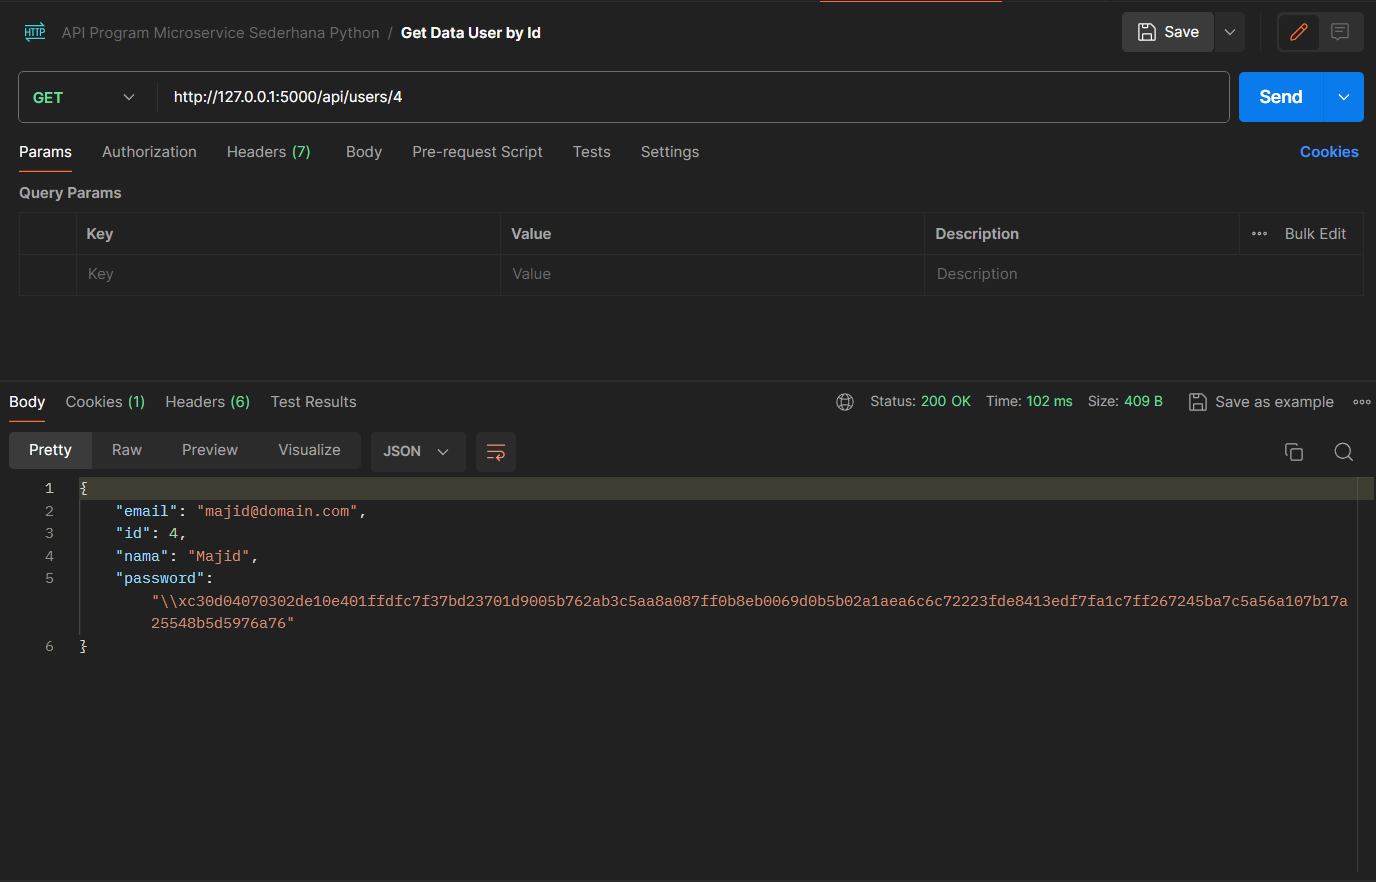 HTTP API Program Microservice Sederhana Python / Get Data User by Id Save
GET http://127.0.0.1:5000/api/users/4 Send
Params Authorization Headers (7) Body Pre-request Script Tests Settings Cookies
Query Params
Key Value Description Bulk Edit
Key Value Description
Body Cookies (1) Headers (6) Test Results Status: 200 OK Time: 102 ms Size: 409 B Save as example
Pretty Raw Preview Visualize JSON
1 {
2 "email": "majid@domain.com",
3 "id": 4,
4 "nama": "Majid",
5 "password":
"\\xc30d04070302de10e401ffdfc7f37bd23701d9005b762ab3c5aa8a087ff0b8eb0069d0b5b02a1aea6c6c72223fde8413edf7fa1c7ff267245ba7c5a56a107b17a
25548b5d5976a76"
6 }